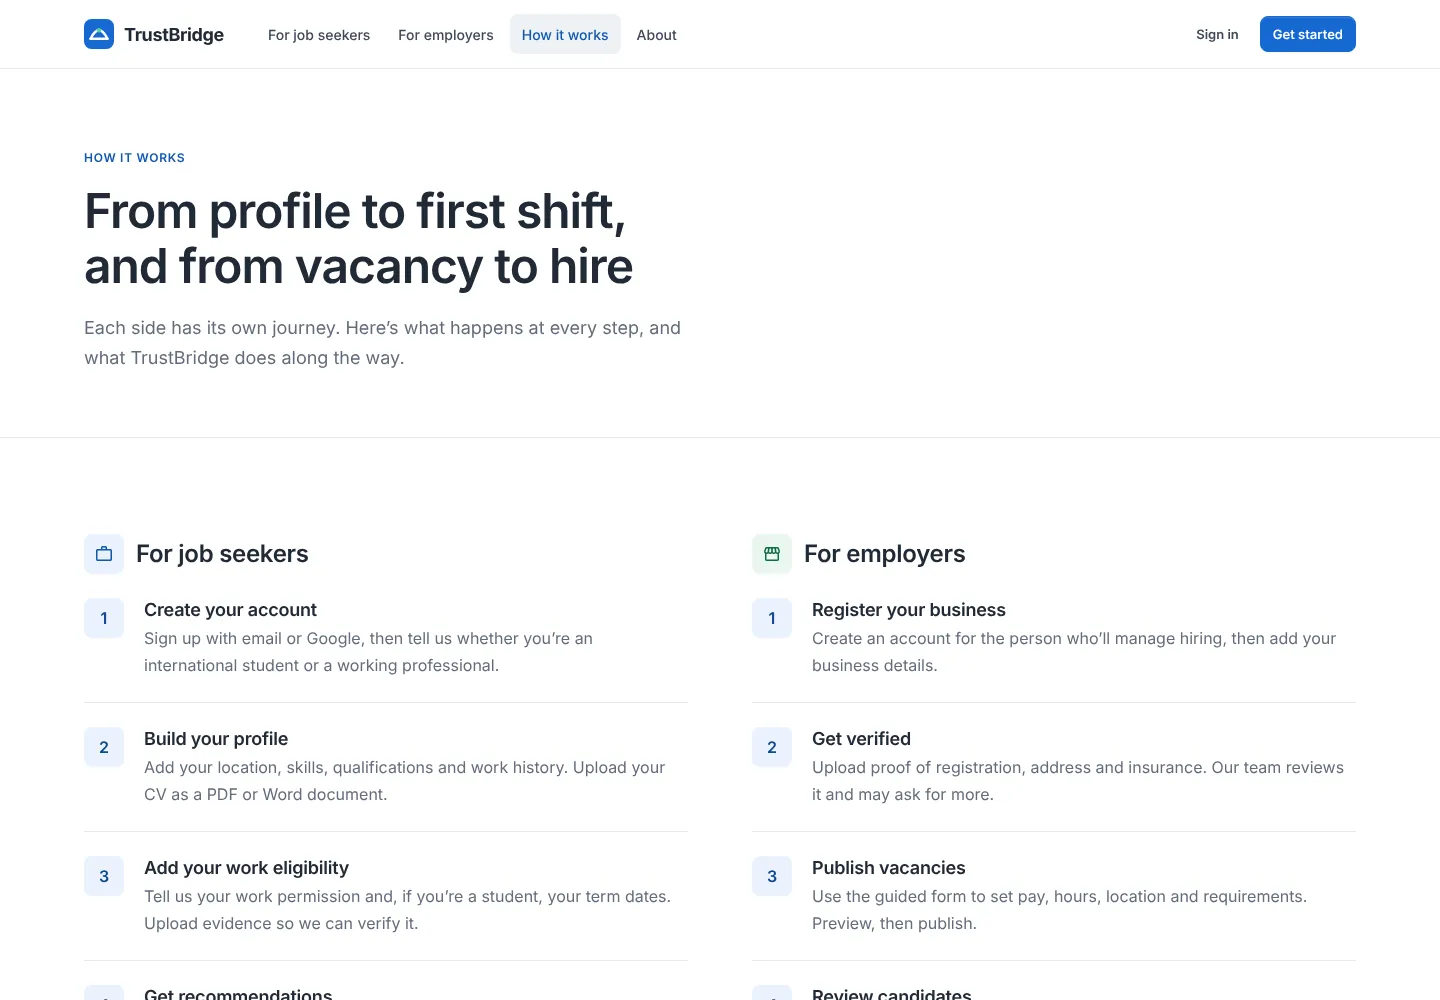 TrustBridge
For job seekers
For employers
How it works
About
Sign in
Get started
HOW IT WORKS
From profile to first shift,
and from vacancy to hire
Each side has its own journey. Here’s what happens at every step, and
what TrustBridge does along the way.
For job seekers
1
Create your account
Sign up with email or Google, then tell us whether you’re an
international student or a working professional.
2
Build your profile
Add your location, skills, qualifications and work history. Upload your
CV as a PDF or Word document.
3
Add your work eligibility
Tell us your work permission and, if you’re a student, your term dates.
Upload evidence so we can verify it.
Get recommendations
For employers
1
Register your business
Create an account for the person who’ll manage hiring, then add your
business details.
2
Get verified
Upload proof of registration, address and insurance. Our team reviews
it and may ask for more.
3
Publish vacancies
Use the guided form to set pay, hours, location and requirements.
Preview, then publish.
Review candidates